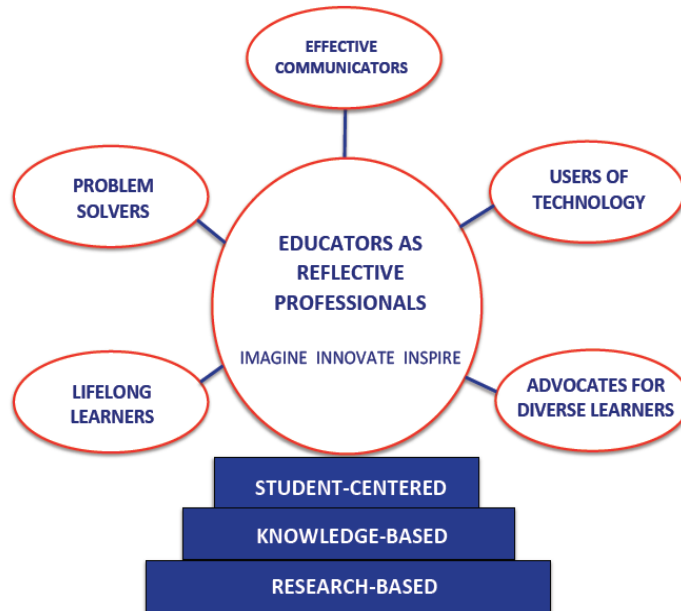 EFFECTIVE
COMMUNICATORS
PROBLEM
SOLVERS
USERS OF
TECHNOLOGY
EDUCATORS AS
REFLECTIVE
PROFESSIONALS
IMAGINE INNOVATE INSPIRE
LIFELONG
LEARNERS
ADVOCATES FOR
DIVERSE LEARNERS
STUDENT-CENTERED
KNOWLEDGE-BASED
RESEARCH-BASED